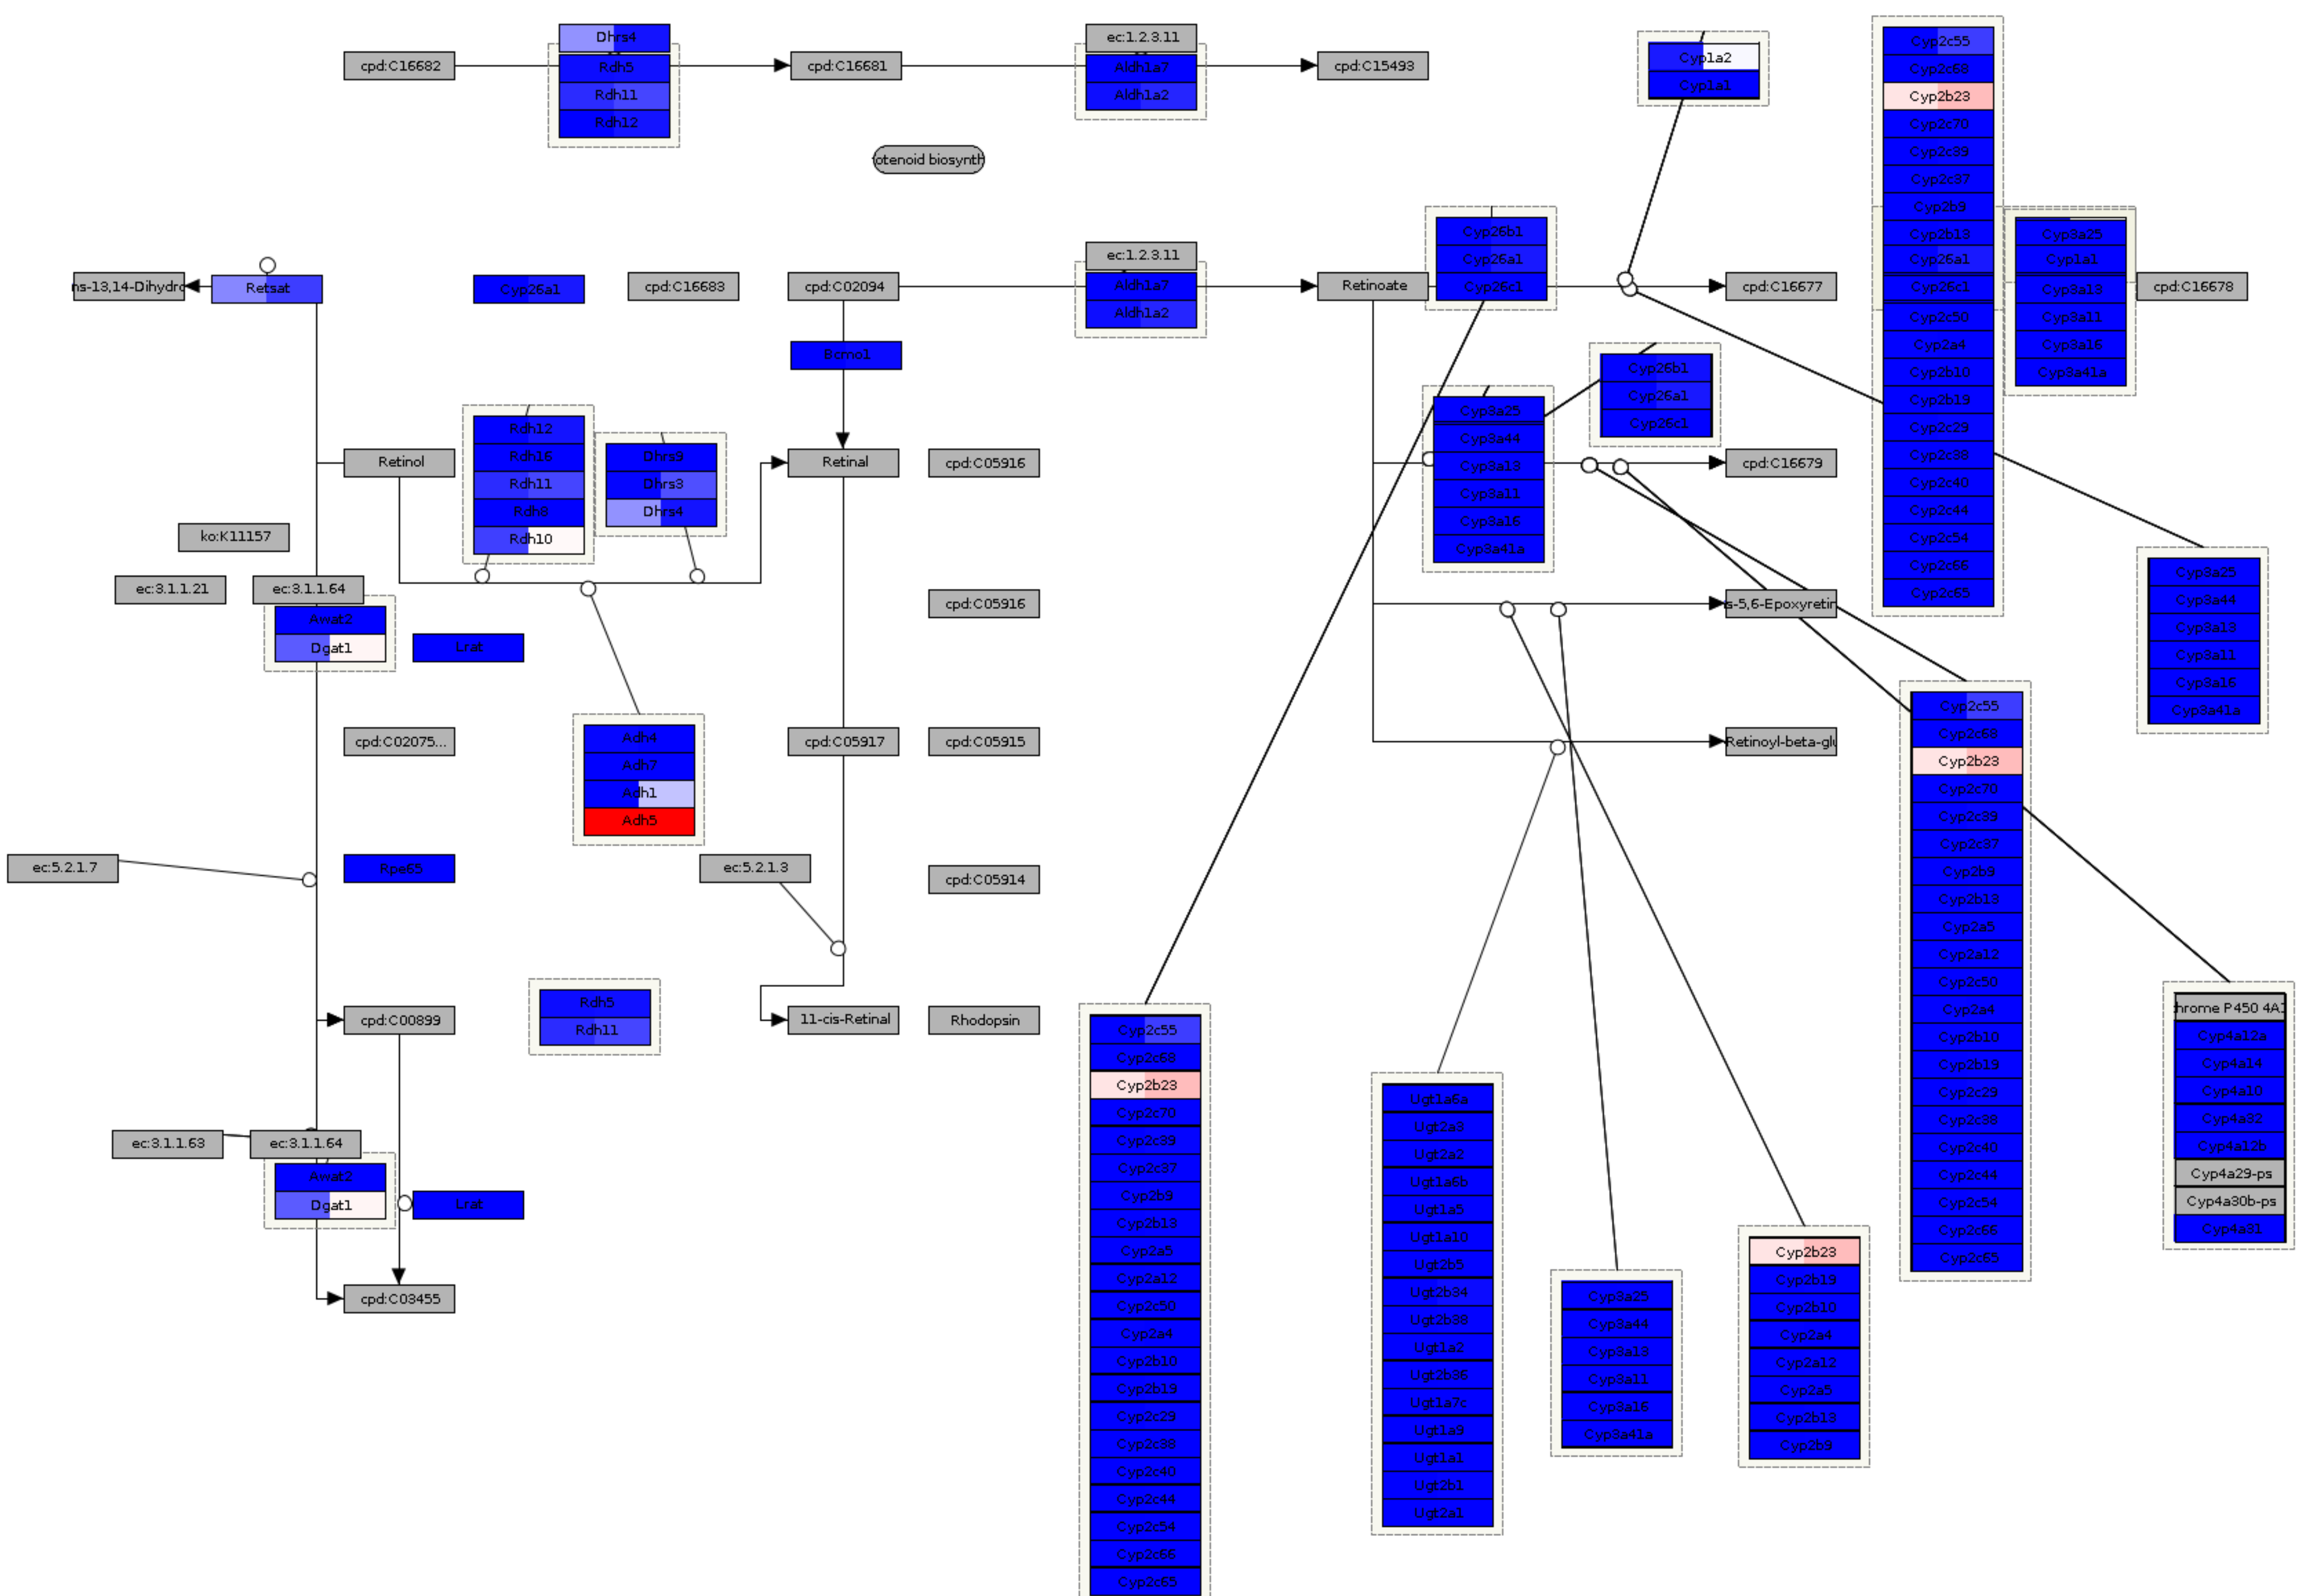 Dhrs4
cpd:C16682
Rdh5
Rdh11
Rdh12
cpd:C16681
ec:1.2.3.11
Aldh1a7
Aldh1a2
cpd:C15493
otenoid biosynth
Cyp1a2
Cyp1a1
Cyp2c55
Cyp2c68
Cyp2b23
Cyp2c70
Cyp2c39
Cyp2c37
Cyp2b9
Cyp2b13
Cyp26a1
Cyp26c1
Cyp2c50
Cyp2a4
Cyp2b10
Cyp2b19
Cyp2c29
Cyp2c38
Cyp2c40
Cyp2c44
Cyp2c54
Cyp2c66
Cyp2c65
Cyp3a25
Cyp1a1
Cyp3a13
Cyp3a11
Cyp3a16
Cyp3a41a
cpd:C16678
ns-13,14-Dihydro
Retsat
Cyp26a1
cpd:C16683
cpd:C02094
ec:1.2.3.11
Aldh1a7
Aldh1a2
Retinoate
Cyp26b1
Cyp26a1
Cyp26c1
cpd:C16677
Bcmo1
Cyp26b1
Cyp26a1
Cyp26c1
Cyp3a25
Cyp3a44
Cyp3a13
Cyp3a11
Cyp3a16
Cyp3a41a
cpd:C16679
Retinol
Rdh12
Rdh16
Rdh11
Rdh8
Rdh10
Dhrs9
Dhrs3
Dhrs4
Retinal
cpd:C05916
ko:K11157
ec:3.1.1.21
ec:3.1.1.64
Awat2
Dgat1
Lrat
cpd:C05916
s-5,6-Epoxyretin
Cyp3a25
Cyp3a44
Cyp3a13
Cyp3a11
Cyp3a16
Cyp3a41a
cpd:C02075...
Adh4
Adh7
Adh1
Adh5
cpd:C05917
cpd:C05915
Retinoyl-beta-glu
Cyp2c55
Cyp2c68
Cyp2b23
Cyp2c70
Cyp2c39
Cyp2c37
Cyp2b9
Cyp2b13
Cyp2a5
Cyp2a12
Cyp2c50
Cyp2a4
Cyp2b10
Cyp2b19
Cyp2c29
Cyp2c38
Cyp2c40
Cyp2c44
Cyp2c54
Cyp2c66
Cyp2c65
ec:5.2.1.7
Rpe65
ec:5.2.1.3
cpd:C05914
cpd:C00899
Rdh5
Rdh11
11-cis-Retinal
Rhodopsin
Cyp2c55
Cyp2c68
Cyp2b23
Cyp2c70
Cyp2c39
Cyp2c37
Cyp2b9
Cyp2b13
Cyp2a5
Cyp2a12
Cyp2c50
Cyp2a4
Cyp2b10
Cyp2b19
Cyp2c29
Cyp2c38
Cyp2c40
Cyp2c44
Cyp2c54
Cyp2c66
Cyp2c65
hrome P450 4A1
Cyp4a12a
Cyp4a14
Cyp4a10
Cyp4a32
Cyp4a12b
Cyp4a29-ps
Cyp4a30b-ps
Cyp4a31
ec:3.1.1.63
ec:3.1.1.64
Awat2
Dgat1
Lrat
cpd:C03455
Ugt1a6a
Ugt2a3
Ugt2a2
Ugt1a6b
Ugt1a5
Ugt1a10
Ugt2b5
Ugt2b34
Ugt2b38
Ugt1a2
Ugt2b36
Ugt1a7c
Ugt1a9
Ugt1a1
Ugt2b1
Ugt2a1
Cyp3a25
Cyp3a44
Cyp3a13
Cyp3a11
Cyp3a16
Cyp3a41a
Cyp2b23
Cyp2b19
Cyp2b10
Cyp2a4
Cyp2a12
Cyp2a5
Cyp2b13
Cyp2b9